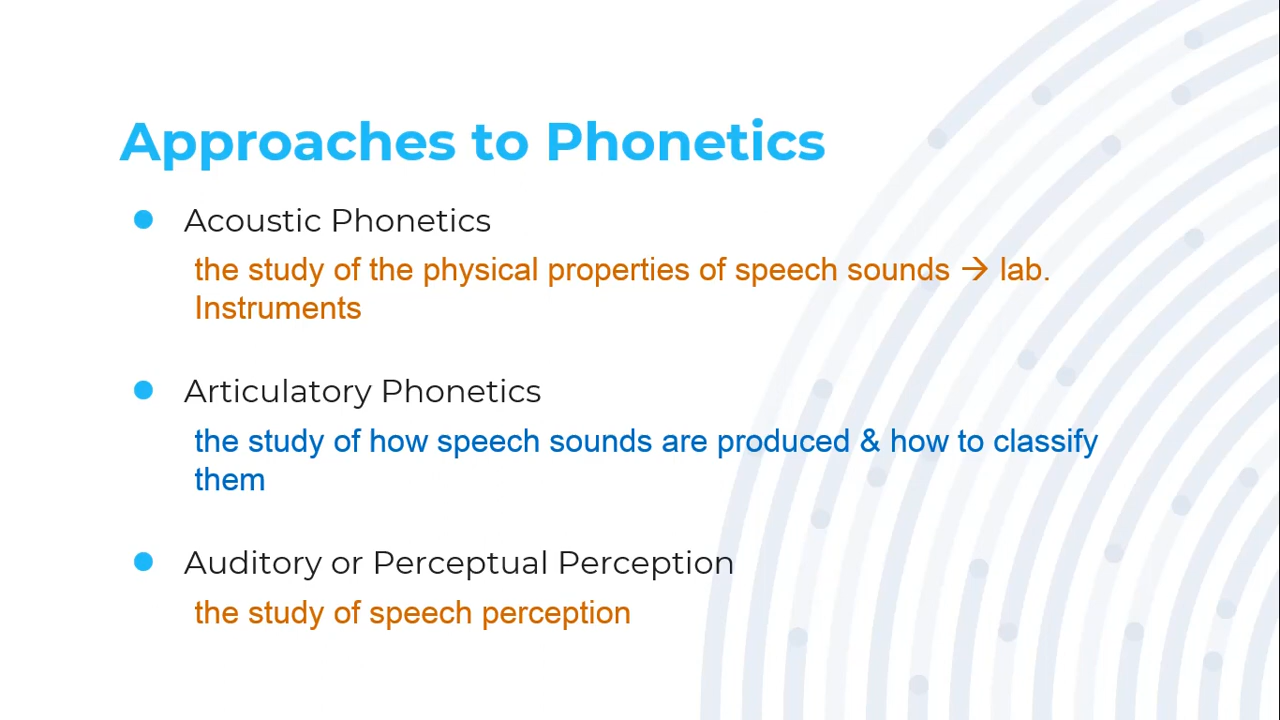 Approaches to Phonetics
● Acoustic Phonetics
the study of the physical properties of speech sounds → lab.
Instruments
● Articulatory Phonetics
the study of how speech sounds are produced & how to classify
them
● Auditory or Perceptual Perception
the study of speech perception